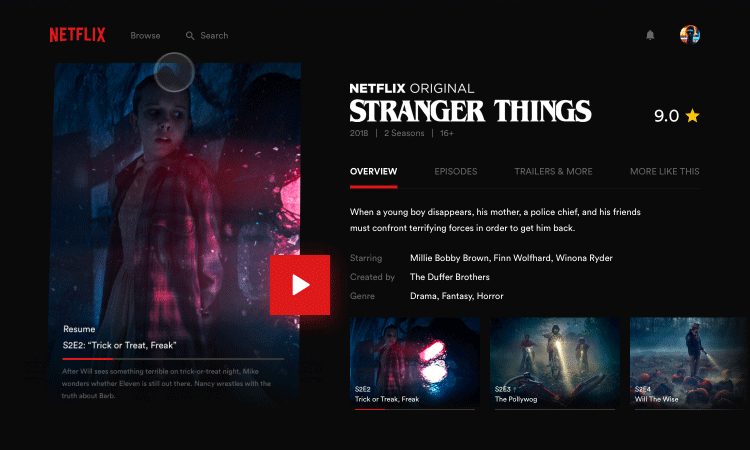 NETFLIX
Browse
Search
NETFLIX ORIGINAL
STRANGER THINGS
9.0
2018 | 2 Seasons | 16+
OVERVIEW
EPISODES
TRAILERS & MORE
MORE LIKE THIS
When a young boy disappears, his mother, a police chief, and his friends
must confront terrifying forces in order to get him back.
Starring Millie Bobby Brown, Finn Wolfhard, Winona Ryder
Created by The Duffer Brothers
Genre Drama, Fantasy, Horror
Resume
S2E2: “Trick or Treat, Freak”
After Will sees something terrible on trick-or-treat night, Mike
wonders whether Eleven is still out there. Nancy wrestles with the
truth about Barb.
S2E2
Trick or Treak, Freak
S2E3
The Pollywog
S2E4
Will The Wise